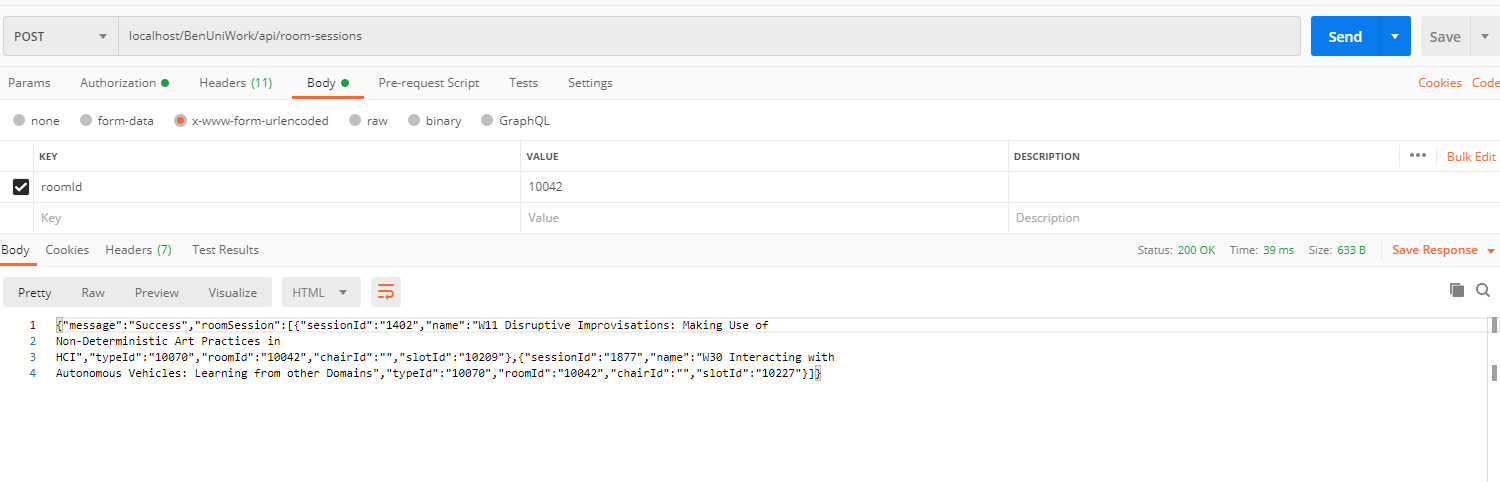 POST localhost/BenUniWork/api/room-sessions Send Save
Params Authorization Headers (11) Body Pre-request Script Tests Settings Cookies Code
none form-data x-www-form-urlencoded raw binary GraphQL
KEY VALUE DESCRIPTION ••• Bulk Edit
roomId 10042
Key Value Description
Body Cookies Headers (7) Test Results Status: 200 OK Time: 39 ms Size: 633 B Save Response
Pretty Raw Preview Visualize HTML
1 {"message":"Success","roomSession":[{"sessionId":"1402","name":"W11 Disruptive Improvisations: Making Use of
2 Non-Deterministic Art Practices in
3 HCI","typeId":"10070","roomId":"10042","chairId":"","slotId":"10209"},{"sessionId":"1877","name":"W30 Interacting with
4 Autonomous Vehicles: Learning from other Domains","typeId":"10070","roomId":"10042","chairId":"","slotId":"10227"}]}